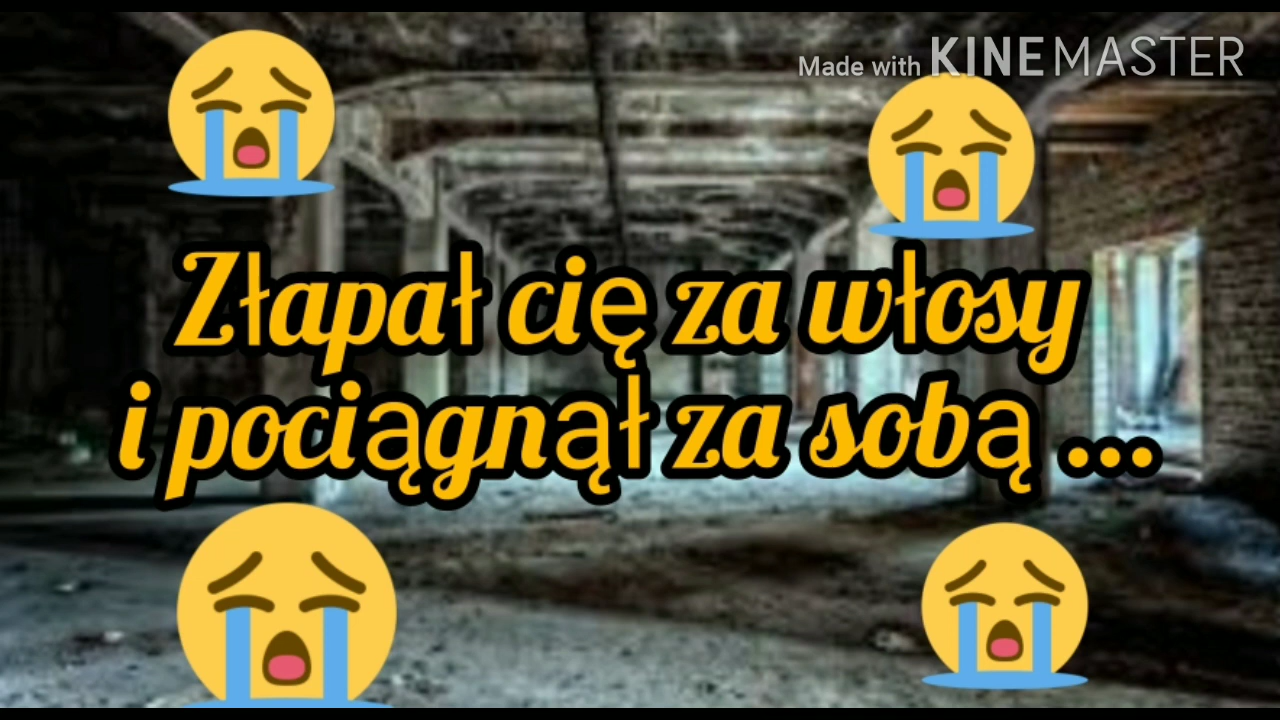 Made with KINEMASTER
Złapał cię za włosy
i pociągnął za sobą ...